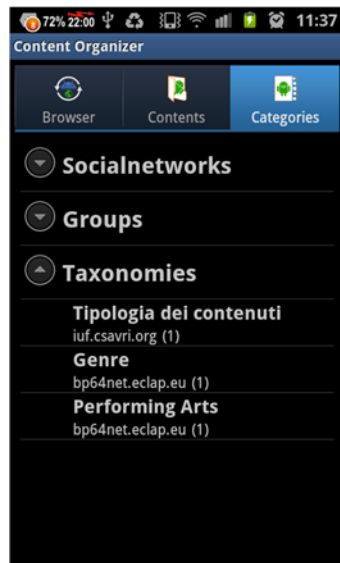 72% 22:00 11:37
Content Organizer
Browser Contents Categories
Socialnetworks
Groups
Taxonomies
Tipologia dei contenuti
iuf.csavri.org (1)
Genre
bp64net.eclap.eu (1)
Performing Arts
bp64net.eclap.eu (1)